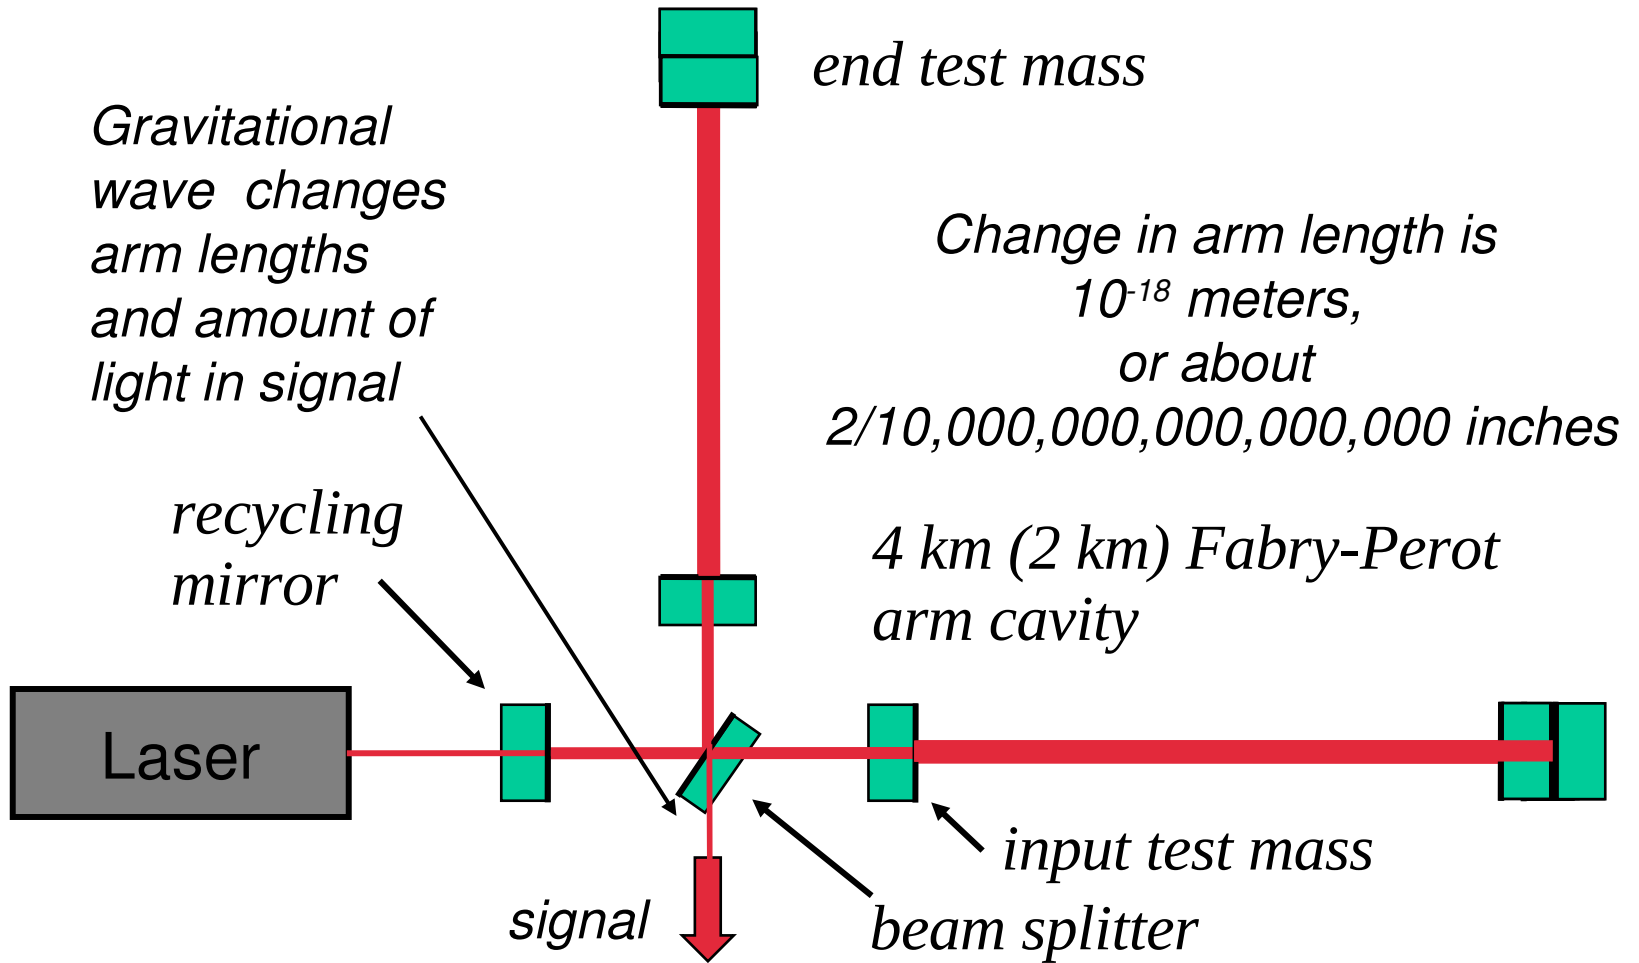 end test mass
Gravitational
wave changes
arm lengths
and amount of
light in signal
Change in arm length is
10⁻¹⁸ meters,
or about
2/10,000,000,000,000,000 inches
recycling
mirror
4 km (2 km) Fabry-Perot
arm cavity
Laser
input test mass
signal
beam splitter